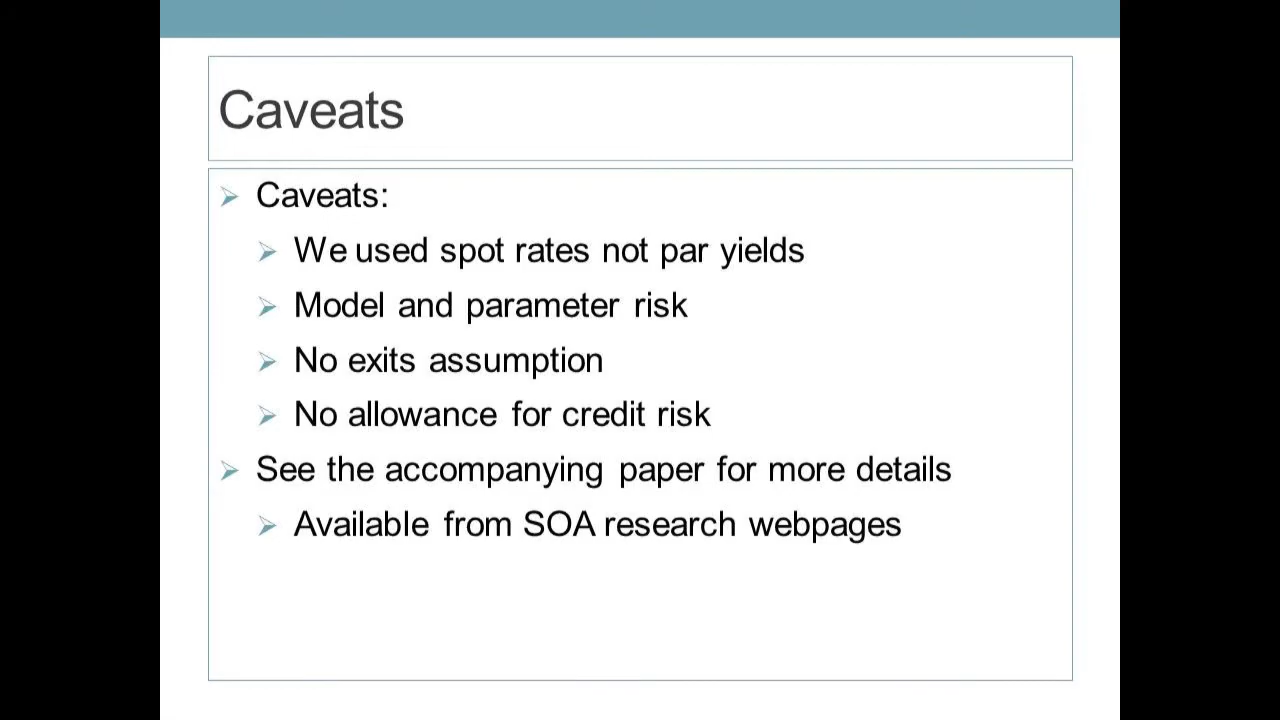 Caveats
Caveats:
We used spot rates not par yields
Model and parameter risk
No exits assumption
No allowance for credit risk
See the accompanying paper for more details
Available from SOA research webpages